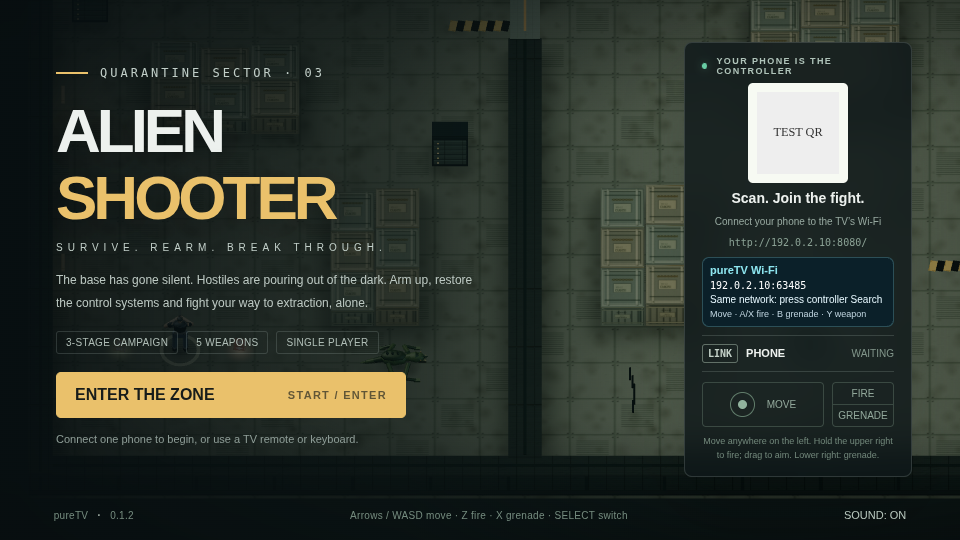 QUARANTINE SECTOR · 03
ALIEN
SHOOTER
SURVIVE. REARM. BREAK THROUGH.
The base has gone silent. Hostiles are pouring out of the dark. Arm up, restore
the control systems and fight your way to extraction, alone.
3-STAGE CAMPAIGN
5 WEAPONS
SINGLE PLAYER
ENTER THE ZONE
START / ENTER
Connect one phone to begin, or use a TV remote or keyboard.
YOUR PHONE IS THE
CONTROLLER
TEST QR
Scan. Join the fight.
Connect your phone to the TV's Wi-Fi
http://192.0.2.10:8080/
pureTV Wi-Fi
192.0.2.10:63485
Same network: press controller Search
Move · A/X fire · B grenade · Y weapon
LINK PHONE WAITING
MOVE
FIRE
GRENADE
Move anywhere on the left. Hold the upper right
to fire; drag to aim. Lower right: grenade.
pureTV · 0.1.2
Arrows / WASD move · Z fire · X grenade · SELECT switch
SOUND: ON